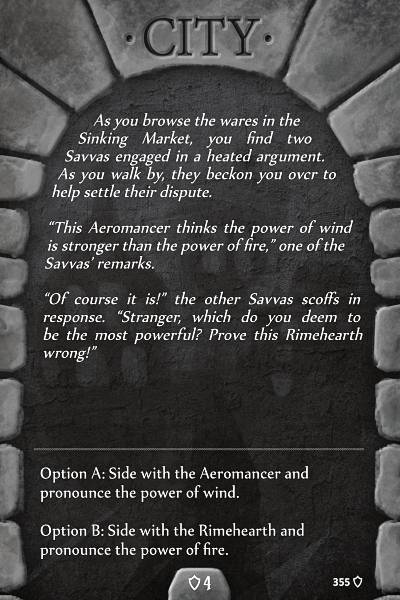 · CITY ·
As you browse the wares in the
Sinking Market, you find two
Savvas engaged in a heated argument.
As you walk by, they beckon you over to
help settle their dispute.
“This Aeromancer thinks the power of wind
is stronger than the power of fire,” one of the
Savvas’ remarks.
“Of course it is!” the other Savvas scoffs in
response. “Stranger, which do you deem to
be the most powerful? Prove this Rimehearth
wrong!”
Option A: Side with the Aeromancer and
pronounce the power of wind.
Option B: Side with the Rimehearth and
pronounce the power of fire.
4
355